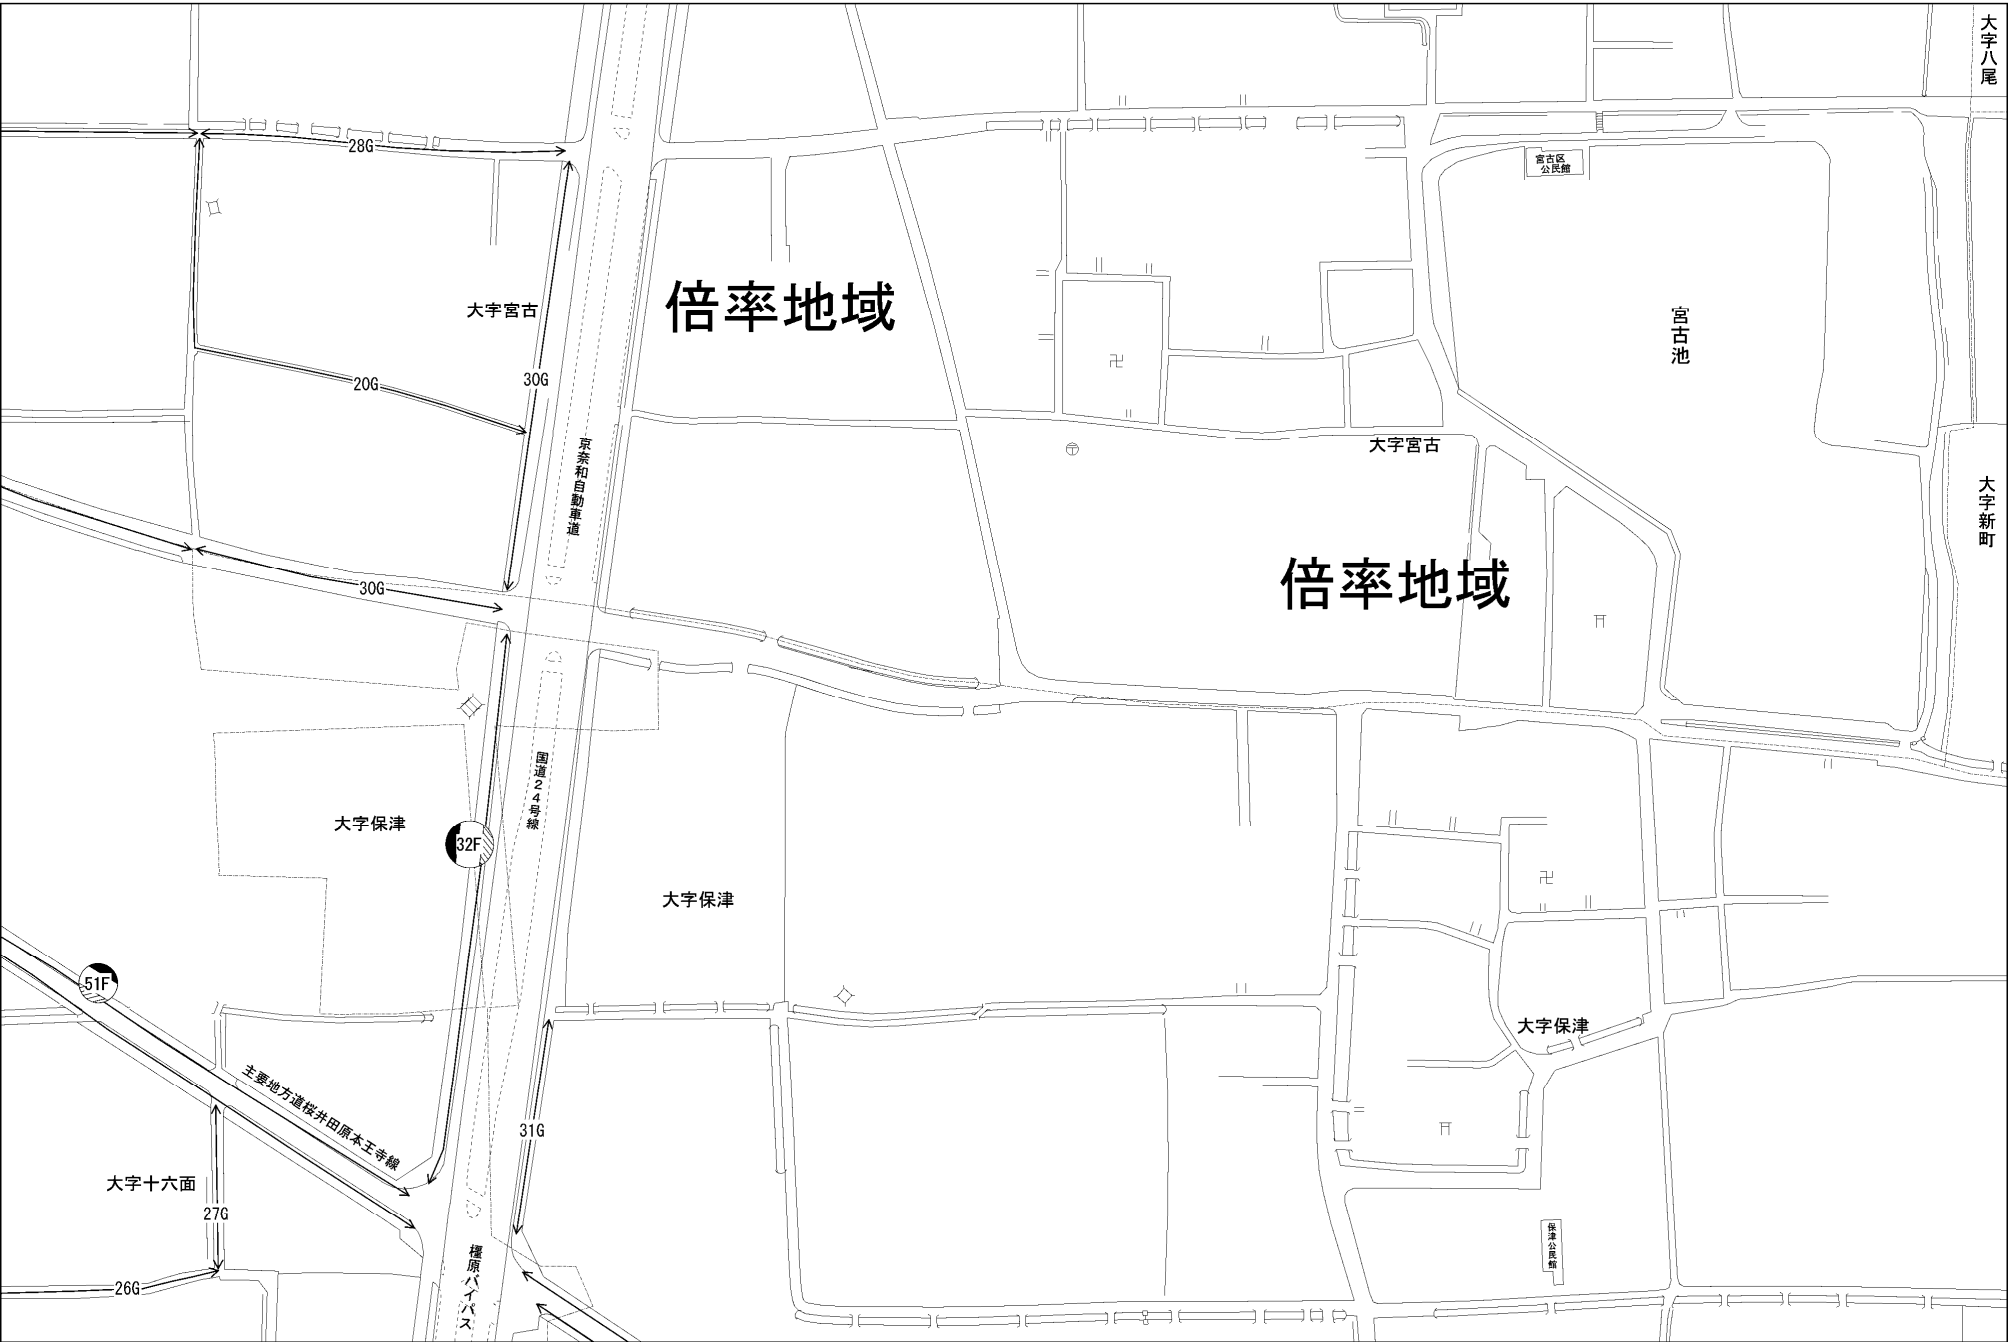 大字八尾
28G
宮古区
公民館
大字宮古
倍率地域
宮古池
20G
30G
京奈和自動車道
大字宮古
大字新町
倍率地域
30G
国道24号線
大字保津
32F
大字保津
51F
大字保津
主要地方道桜井田原本王寺線
31G
大字十六面
27G
保津公民館
橿原バイパス
26G